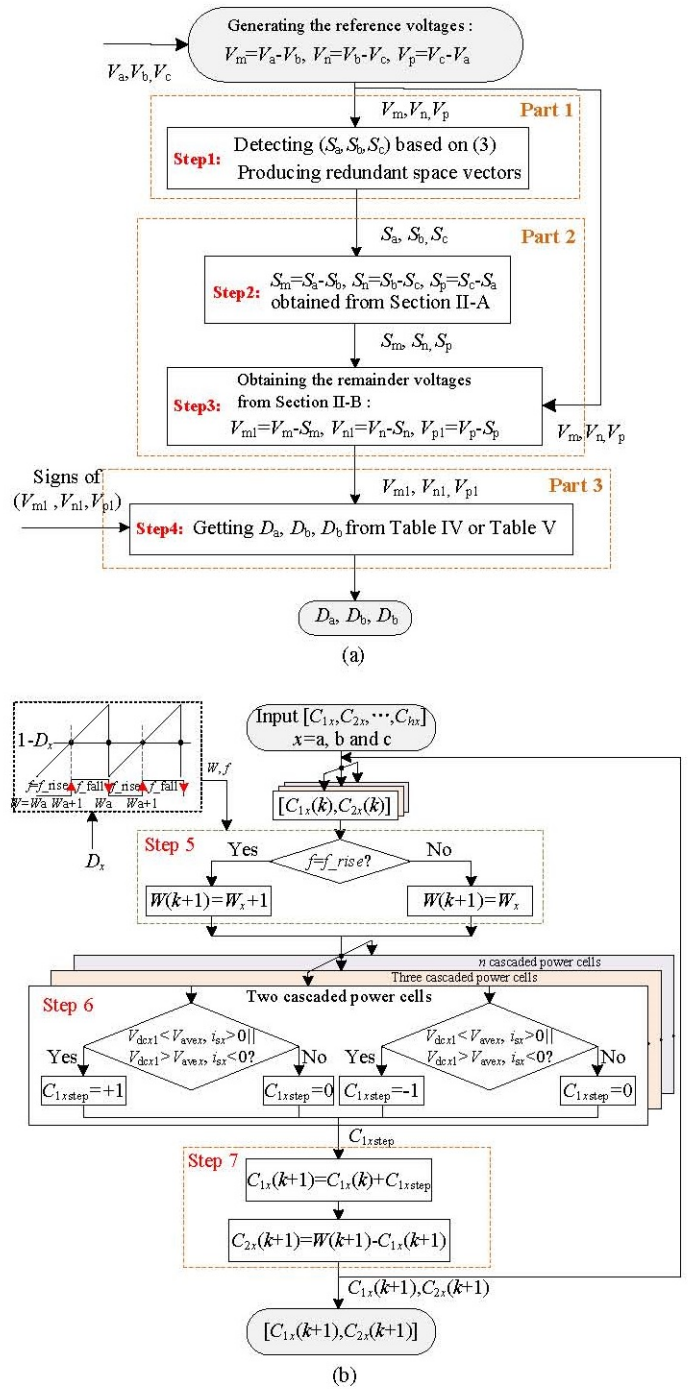 Generating the reference voltages :
Vm=Va-Vb, Vn=Vb-Vc, Vp=Vc-Va
Va,Vb,Vc
Vm,Vn,Vp
Part 1
Step1: Detecting (Sa,Sb,Sc) based on (3)
Producing redundant space vectors
Sa, Sb, Sc
Part 2
Step2: Sm=Sa-Sb, Sn=Sb-Sc, Sp=Sc-Sa
obtained from Section II-A
Sm, Sn, Sp
Step3: Obtaining the remainder voltages
from Section II-B :
Vm1=Vm-Sm, Vn1=Vn-Sn, Vp1=Vp-Sp
Vm,Vn,Vp
Signs of
(Vm1 ,Vn1,Vp1)
Vm1, Vn1, Vp1
Part 3
Step4: Getting Da, Db, Db from Table IV or Table V
Da, Db, Db
(a)
1-Dx
f=f_rise f_fall f_rise f_fall
W=Wa Wa+1 Wa Wa+1
Dx
W, f
Input [C1x,C2x,···,Chx]
x=a, b and c
[C1x(k),C2x(k)]
Step 5
Yes
f=f_rise?
No
W(k+1)=Wx+1
W(k+1)=Wx
n cascaded power cells
Three cascaded power cells
Two cascaded power cells
Step 6
Vdcx1<Vavex, isx>0||
Vdcx1>Vavex, isx<0?
Yes
No
C1xstep=+1
C1xstep=0
Vdcx1<Vavex, isx>0||
Vdcx1>Vavex, isx<0?
Yes
No
C1xstep=-1
C1xstep=0
C1xstep
Step 7
C1x(k+1)=C1x(k)+C1xstep
C2x(k+1)=W(k+1)-C1x(k+1)
C1x(k+1),C2x(k+1)
[C1x(k+1),C2x(k+1)]
(b)